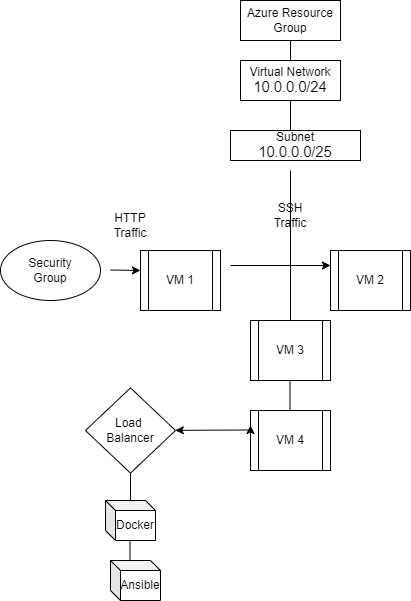 Azure Resource
Group
Virtual Network
10.0.0.0/24
Subnet
10.0.0.0/25
SSH
Traffic
HTTP
Traffic
Security
Group
VM 1
VM 2
VM 3
Load
Balancer
VM 4
Docker
Ansible